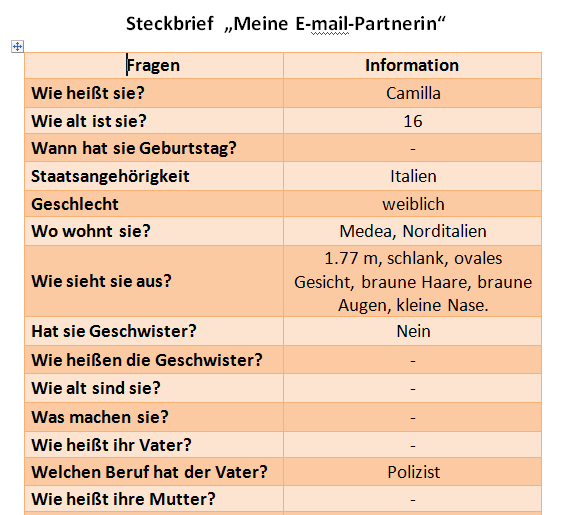 Steckbrief „Meine E-mail-Partnerin“
Fragen Information
Wie heißt sie? Camilla
Wie alt ist sie? 16
Wann hat sie Geburtstag? -
Staatsangehörigkeit Italien
Geschlecht weiblich
Wo wohnt sie? Medea, Norditalien
Wie sieht sie aus? 1.77 m, schlank, ovales
Gesicht, braune Haare, braune
Augen, kleine Nase.
Hat sie Geschwister? Nein
Wie heißen die Geschwister? -
Wie alt sind sie? -
Was machen sie? -
Wie heißt ihr Vater? -
Welchen Beruf hat der Vater? Polizist
Wie heißt ihre Mutter? -